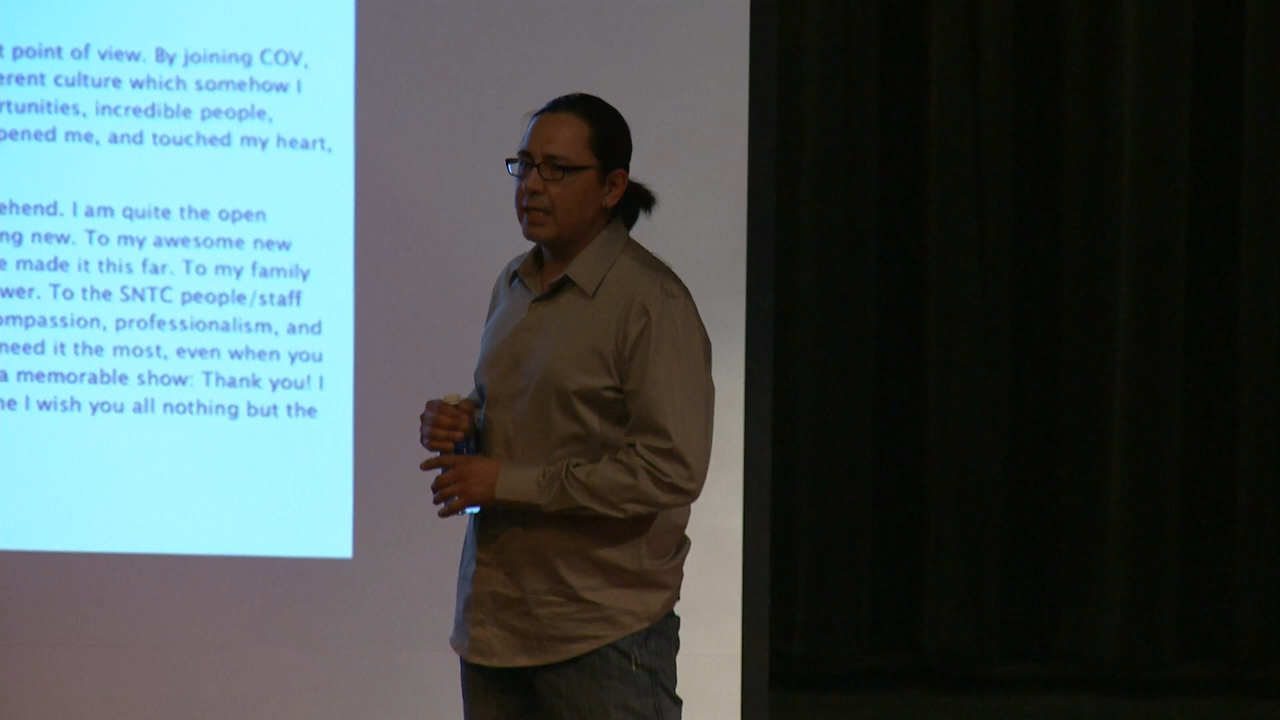 t point of view. By joining COV,
erent culture which somehow I
rtunities, incredible people,
pened me, and touched my heart,
ehend. I am quite the open
ng new. To my awesome new
e made it this far. To my family
wer. To the SNTC people/staff
ompassion, professionalism, and
need it the most, even when you
a memorable show: Thank you! I
ne I wish you all nothing but the